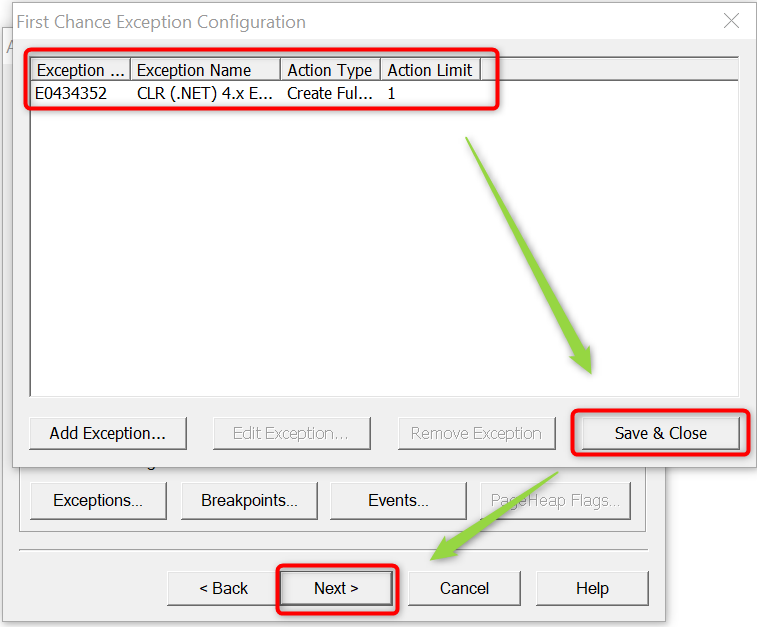 First Chance Exception Configuration
Exception ... Exception Name Action Type Action Limit
E0434352 CLR (.NET) 4.x E... Create Ful... 1
Add Exception... Edit Exception... Remove Exception Save & Close
Exceptions... Breakpoints... Events... PageHeap Flags...
< Back Next > Cancel Help